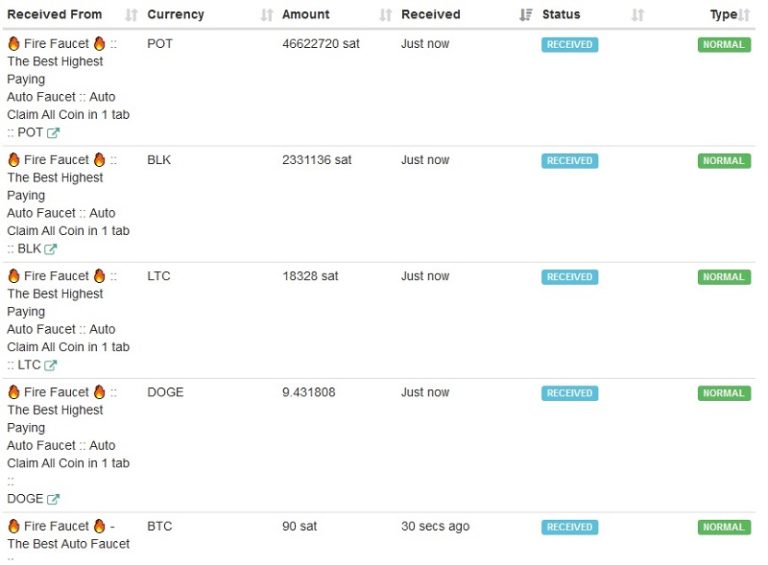 Received From Currency Amount Received Status Type
🔥 Fire Faucet 🔥 :: POT 46622720 sat Just now RECEIVED NORMAL
The Best Highest
Paying
Auto Faucet :: Auto
Claim All Coin in 1 tab
:: POT
🔥 Fire Faucet 🔥 :: BLK 2331136 sat Just now RECEIVED NORMAL
The Best Highest
Paying
Auto Faucet :: Auto
Claim All Coin in 1 tab
:: BLK
🔥 Fire Faucet 🔥 :: LTC 18328 sat Just now RECEIVED NORMAL
The Best Highest
Paying
Auto Faucet :: Auto
Claim All Coin in 1 tab
:: LTC
🔥 Fire Faucet 🔥 :: DOGE 9.431808 Just now RECEIVED NORMAL
The Best Highest
Paying
Auto Faucet :: Auto
Claim All Coin in 1 tab
::
DOGE
🔥 Fire Faucet 🔥 - BTC 90 sat 30 secs ago RECEIVED NORMAL
The Best Auto Faucet